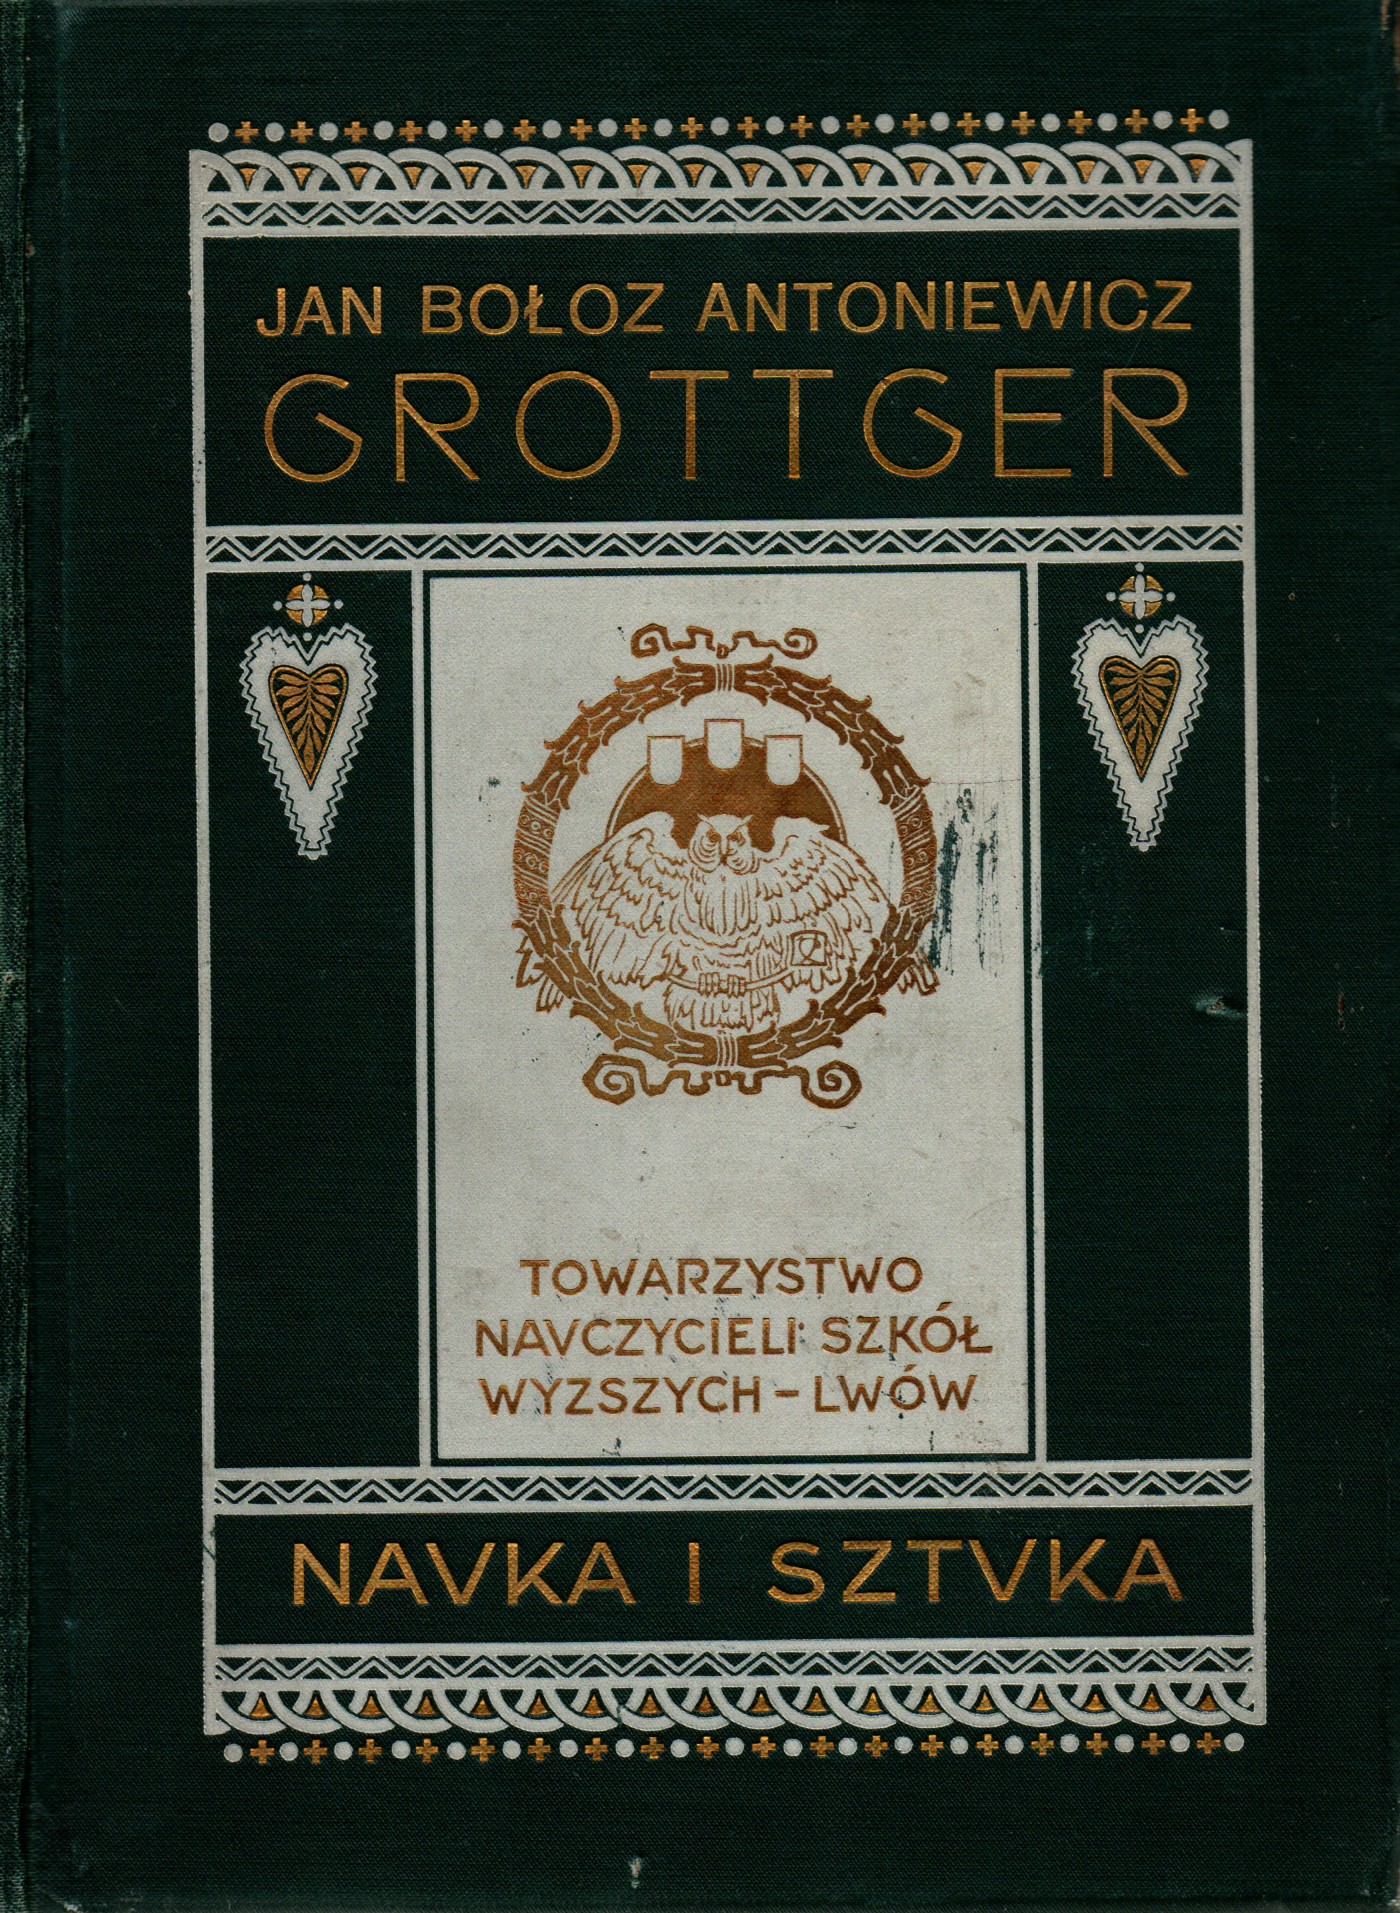 JAN BOŁOZ ANTONIEWICZ
GROTTGER
TOWARZYSTWO
NAVCZYCIELI SZKÓŁ
WYZSZYCH – LWÓW
NAVKA I SZTVKA